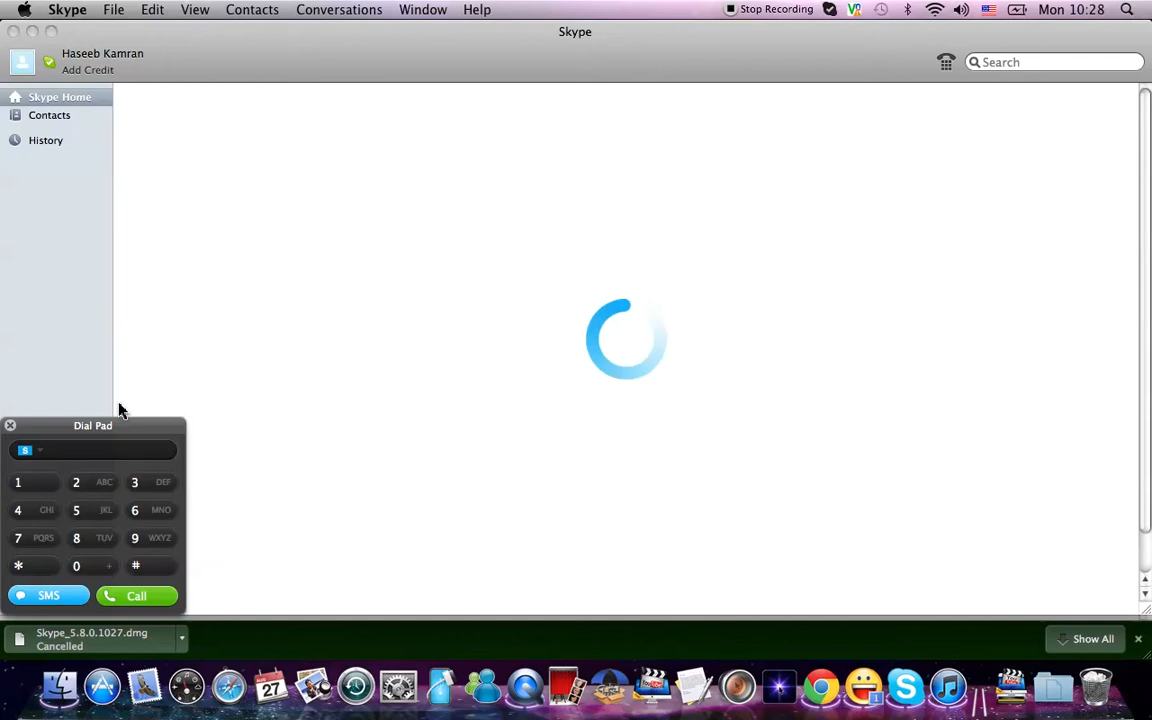 Skype File Edit View Contacts Conversations Window Help Stop Recording Mon 10:28
Skype
Haseeb Kamran
Add Credit
Search
Skype Home
Contacts
History
Dial Pad
S
1 2 ABC 3 DEF
4 GHI 5 JKL 6 MNO
7 PQRS 8 TUV 9 WXYZ
* 0 + #
SMS Call
Skype_5.8.0.1027.dmg
Cancelled
Show All
27
1